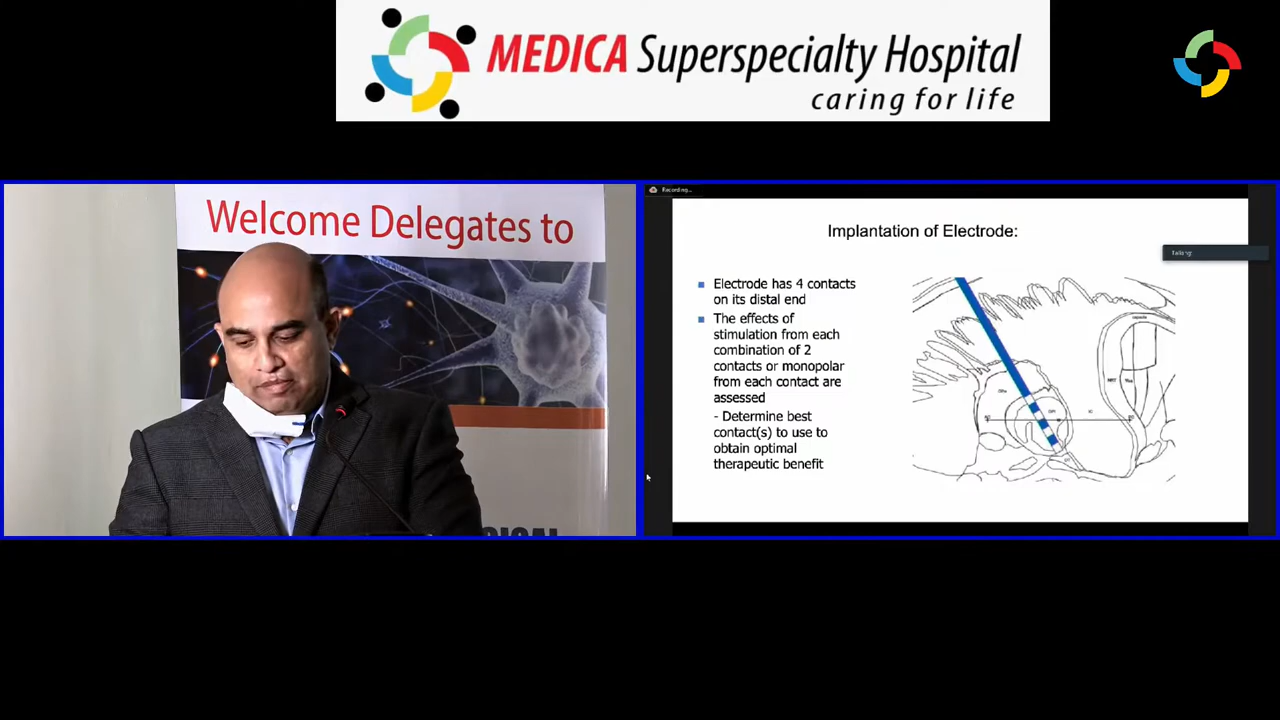 MEDICA Superspecialty Hospital
caring for life
Welcome Delegates to
Recording...
Implantation of Electrode:
Talking:
■ Electrode has 4 contacts
on its distal end
■ The effects of
stimulation from each
combination of 2
contacts or monopolar
from each contact are
assessed
- Determine best
contact(s) to use to
obtain optimal
therapeutic benefit